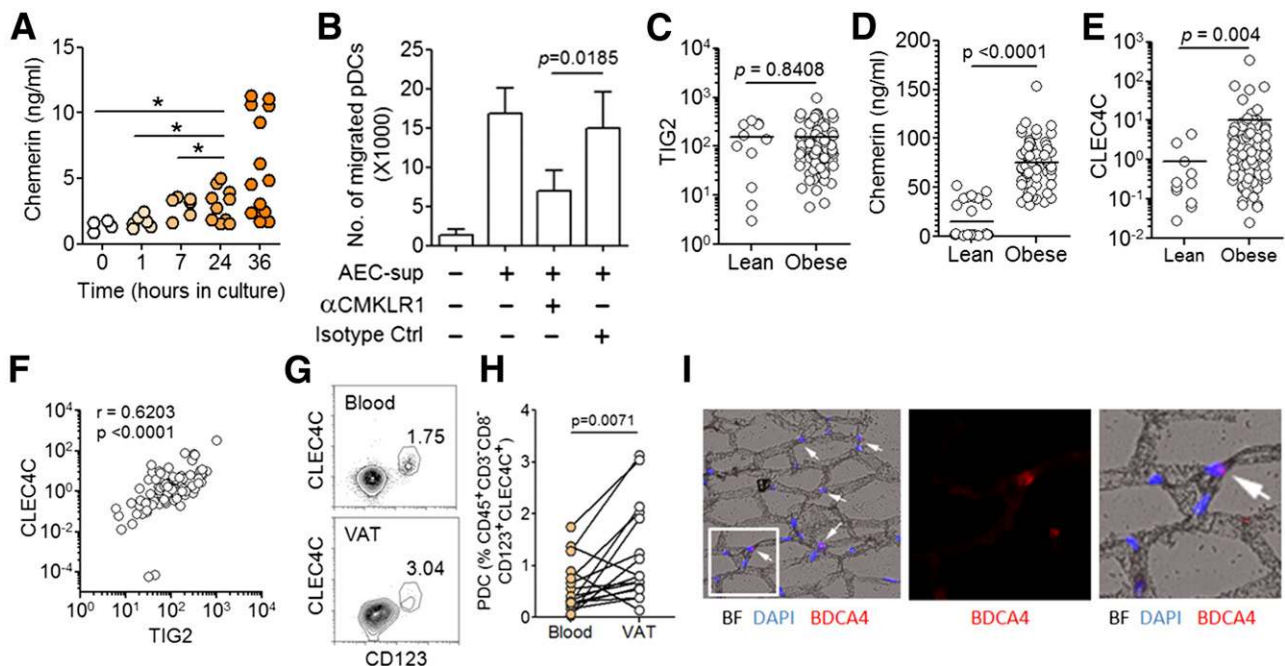 A
Chemerin (ng/ml)
15
10
5
0
*
*
*
0 1 7 24 36
Time (hours in culture)
B
No. of migrated pDCs
(X1000)
25
20
15
10
5
0
p=0.0185
AEC-sup – + + +
αCMKLR1 – – + –
Isotype Ctrl – – – +
C
TIG2
10⁴
10³
10²
10¹
10⁰
p = 0.8408
Lean Obese
D
Chemerin (ng/ml)
200
150
100
50
0
p <0.0001
Lean Obese
E
CLEC4C
10³
10²
10¹
10⁰
10⁻¹
10⁻²
p = 0.004
Lean Obese
F
CLEC4C
10⁴
10²
10⁰
10⁻²
10⁻⁴
r = 0.6203
p <0.0001
10⁰ 10¹ 10² 10³ 10⁴
TIG2
G
CLEC4C
Blood
1.75
CLEC4C
VAT
3.04
CD123
H
PDC (% CD45⁺CD3⁻CD8⁻
CD123⁺CLEC4C⁺)
4
3
2
1
0
p=0.0071
Blood VAT
I
BF DAPI BDCA4
BDCA4
BF DAPI BDCA4